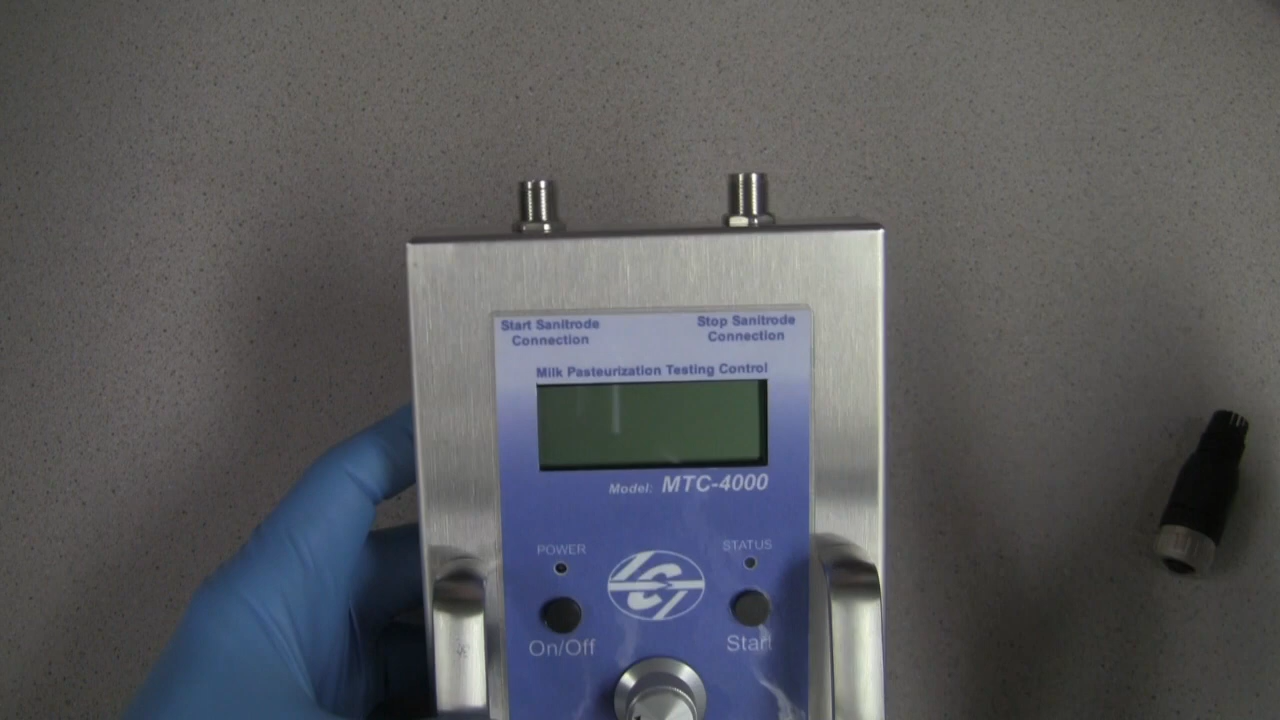 Start Sanitrode
Connection
Stop Sanitrode
Connection
Milk Pasteurization Testing Control
Model: MTC-4000
POWER
STATUS
On/Off
Start